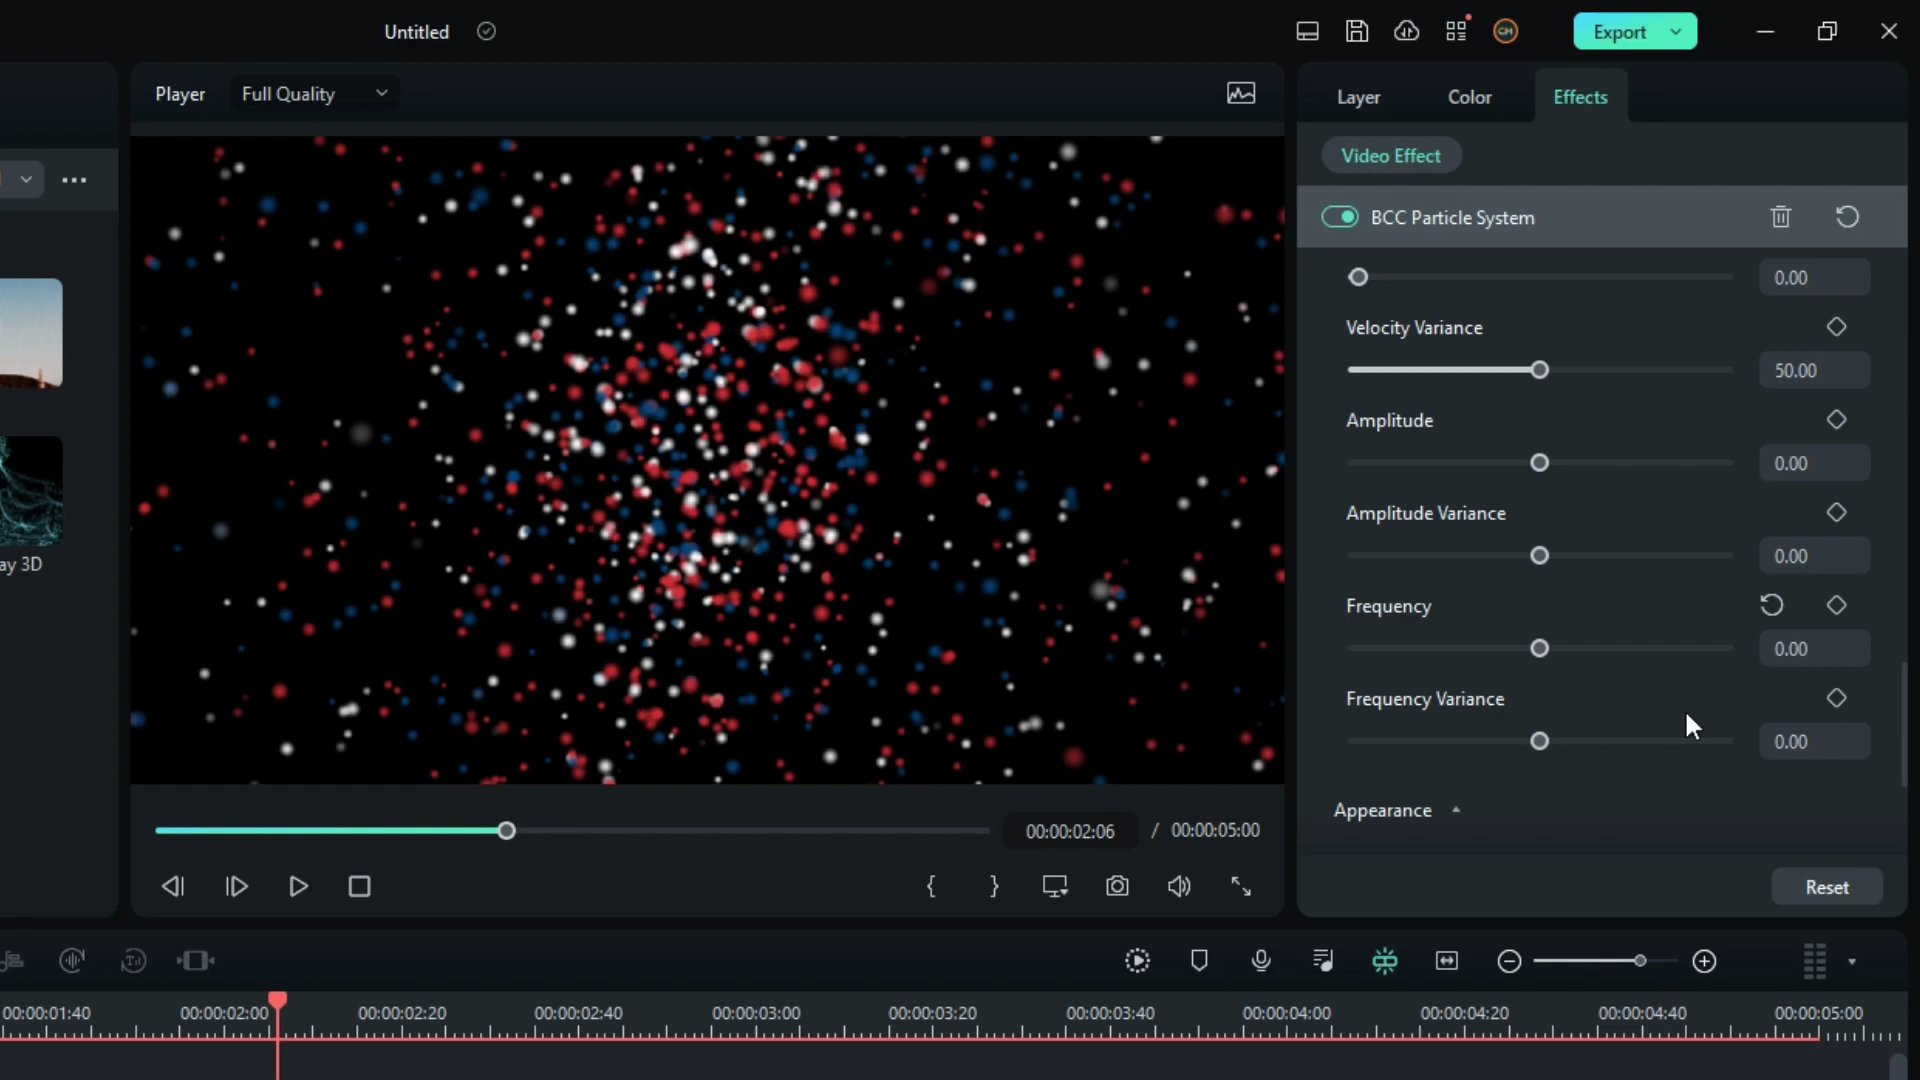 Untitled
GM
Export
Player
Full Quality
Layer
Color
Effects
Video Effect
BCC Particle System
0.00
Velocity Variance
50.00
Amplitude
0.00
Amplitude Variance
0.00
Frequency
0.00
Frequency Variance
0.00
Appearance
Reset
ay 3D
00:00:02:06 / 00:00:05:00
{ }
00:00:01:40 00:00:02:00 00:00:02:20 00:00:02:40 00:00:03:00 00:00:03:20 00:00:03:40 00:00:04:00 00:00:04:20 00:00:04:40 00:00:05:00